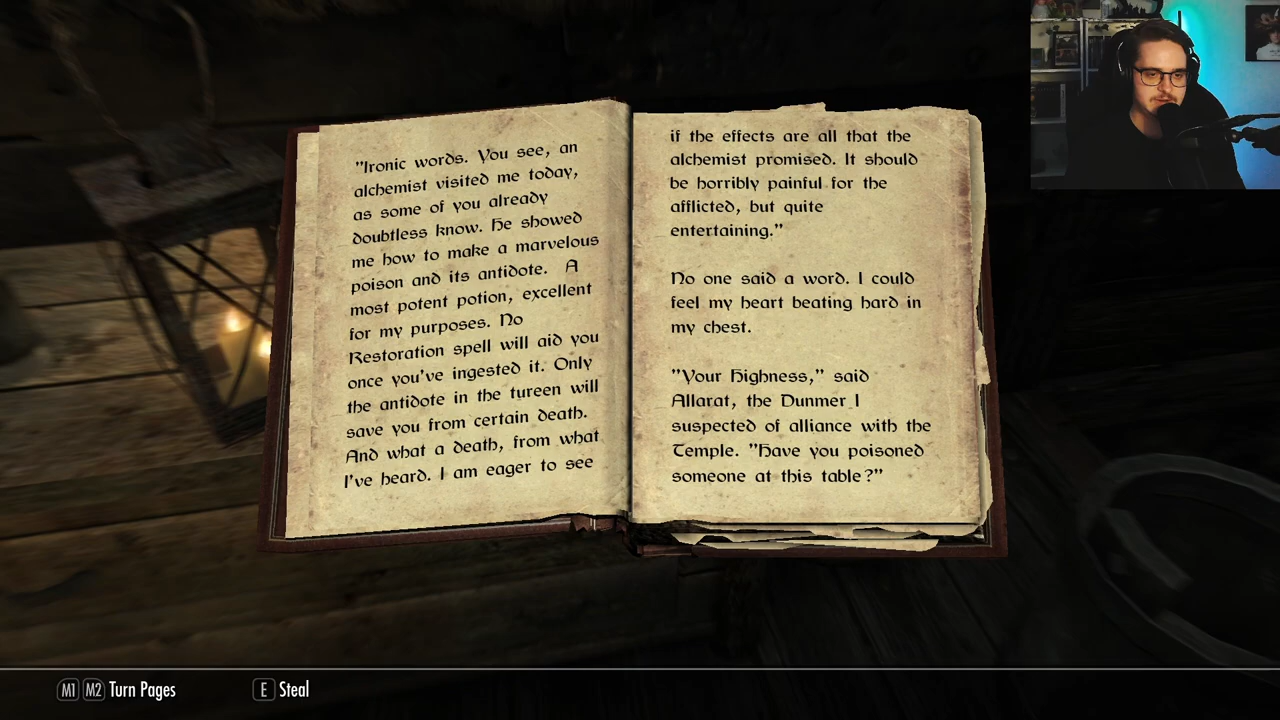 "Ironic words. You see, an
alchemist visited me today,
as some of you already
doubtless know. He showed
me how to make a marvelous
poison and its antidote. A
most potent potion, excellent
for my purposes. No
Restoration spell will aid you
once you've ingested it. Only
the antidote in the tureen will
save you from certain death.
And what a death, from what
I've heard. I am eager to see
if the effects are all that the
alchemist promised. It should
be horribly painful for the
afflicted, but quite
entertaining."
No one said a word. I could
feel my heart beating hard in
my chest.
"Your Highness," said
Allarat, the Dunmer I
suspected of alliance with the
Temple. "Have you poisoned
someone at this table?"
M1 M2 Turn Pages
E Steal